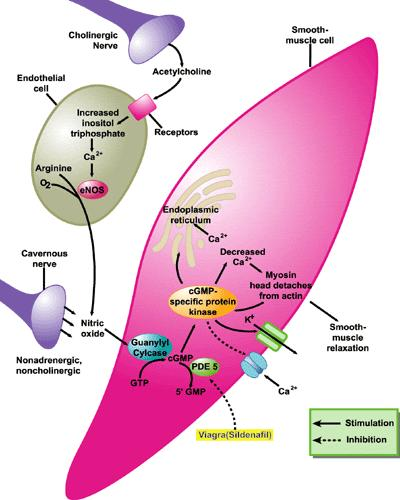 Cholinergic
Nerve
Smooth-
muscle cell
Acetylcholine
Endothelial
cell
Increased
inositol
triphosphate
Receptors
Ca2+
Arginine
O2
eNOS
Endoplasmic
reticulum
Ca2+
Decreased
Ca2+
Myosin
head detaches
from actin
Cavernous
nerve
cGMP-
specific protein
kinase
K+
Smooth-
muscle
relaxation
Nitric
oxide
Guanylyl
Cylcase
cGMP
PDE 5
Nonadrenergic,
noncholinergic
GTP
5' GMP
Ca2+
Viagra(Sildenafil)
Stimulation
Inhibition